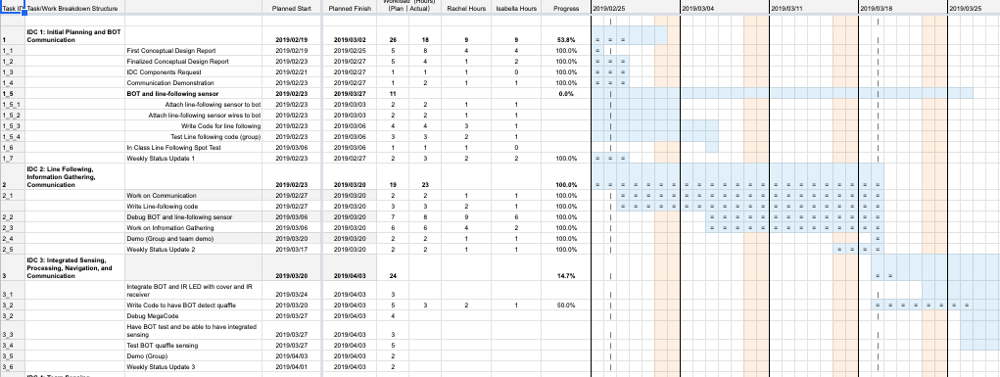 Workload (Hours)
Task ID Task/Work Breakdown Structure Planned Start Planned Finish (Plan | Actual) Rachel Hours Isabella Hours Progress 2019/02/25 2019/03/04 2019/03/11 2019/03/18 2019/03/25
IDC 1: Initial Planning and BOT
1 Communication 2019/02/19 2019/03/02 26 18 9 9 53.8% = | =
1_1 First Conceptual Design Report 2019/02/19 2019/02/25 5 8 4 4 100.0% = |
1_2 Finalized Conceptual Design Report 2019/02/23 2019/02/27 5 4 1 2 100.0% = | =
1_3 IDC Components Request 2019/02/21 2019/02/27 1 1 1 0 100.0% = | =
1_4 Communication Demonstration 2019/02/23 2019/02/27 1 2 1 1 100.0% = | =
1_5 BOT and line-following sensor 2019/02/23 2019/03/27 11 0.0% |
1_5_1 Attach line-following sensor to bot 2019/02/23 2019/03/03 2 2 1 1 |
1_5_2 Attach line-following sensor wires to bot 2019/02/23 2019/03/03 2 2 1 1 |
1_5_3 Write Code for line following 2019/02/23 2019/03/06 4 4 3 1 |
1_5_4 Test Line following code (group) 2019/02/23 2019/03/06 3 3 2 1 |
1_6 In Class Line Following Spot Test 2019/03/06 2019/03/06 1 1 1 0 |
1_7 Weekly Status Update 1 2019/02/23 2019/02/27 2 3 2 2 100.0% = | =
IDC 2: Line Following,
Information Gathering,
2 Communication 2019/02/23 2019/03/20 19 23 100.0% = = = = = = = = = = = = = = = = = = = = = = =
2_1 Work on Communication 2019/02/27 2019/03/20 2 2 1 1 100.0% | = = = = = = = = = = = = = = = = = = = = =
Write Line-following code 2019/02/27 2019/03/20 3 3 2 1 100.0% | = = = = = = = = = = = = = = = = = = = = =
2_2 Debug BOT and line-following sensor 2019/03/06 2019/03/20 7 8 9 6 100.0% | = = = = = = = = = = = = = =
2_3 Work on Infromation Gathering 2019/03/06 2019/03/20 6 6 4 2 100.0% | = = = = = = = = = = = = = =
2_4 Demo (Group and team demo) 2019/03/20 2019/03/20 2 2 1 1 100.0% | =
2_5 Weekly Status Update 2 2019/03/17 2019/03/20 2 2 1 1 100.0% | = = = =
IDC 3: Integrated Sensing,
Processing, Navigation, and
3 Communication 2019/03/20 2019/04/03 24 14.7% | = =
Integrate BOT and IR LED with cover and IR
3_1 receiver 2019/03/24 2019/04/03 3 | |
3_2 Write Code to have BOT detect quaffle 2019/03/20 2019/04/03 5 3 2 1 50.0% | = = = = = = = =
3_2 Debug MegaCode 2019/03/27 2019/04/03 4 | |
Have BOT test and be able to have integrated
3_3 sensing 2019/03/27 2019/04/03 3 | |
3_4 Test BOT quaffle sensing 2019/03/27 2019/04/03 5 | |
3_5 Demo (Group) 2019/04/03 2019/04/03 2 | |
3_6 Weekly Status Update 3 2019/04/01 2019/04/03 2 | |